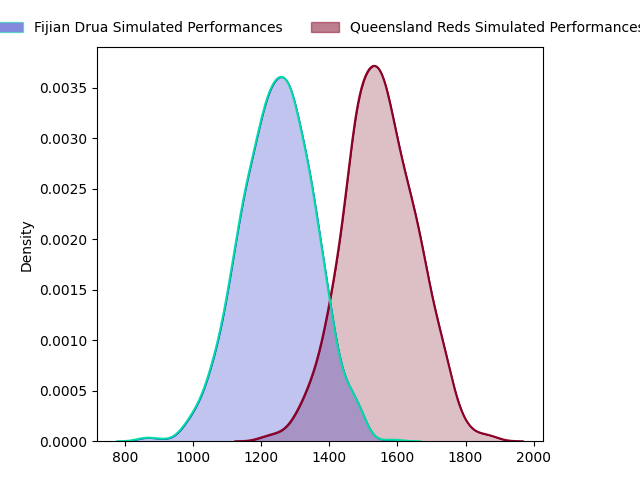 Fijian Drua Simulated Performances Queensland Reds Simulated Performances
0.0035
0.0030
0.0025
0.0020
0.0015
0.0010
0.0005
0.0000
Density
800 1000 1200 1400 1600 1800 2000